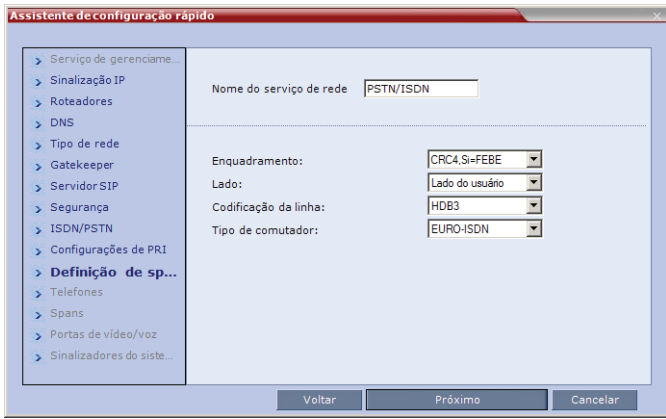 Assistente de configuração rápido
Serviço de gerenciame...
Sinalização IP
Roteadores
DNS
Tipo de rede
Gatekeeper
Servidor SIP
Segurança
ISDN/PSTN
Configurações de PRI
Definição de sp...
Telefones
Spans
Portas de vídeo/voz
Sinalizadores do siste...
Nome do serviço de rede PSTN/ISDN
Enquadramento: CRC4,Si=FEBE
Lado: Lado do usuário
Codificação da linha: HDB3
Tipo de comutador: EURO-ISDN
Voltar Próximo Cancelar